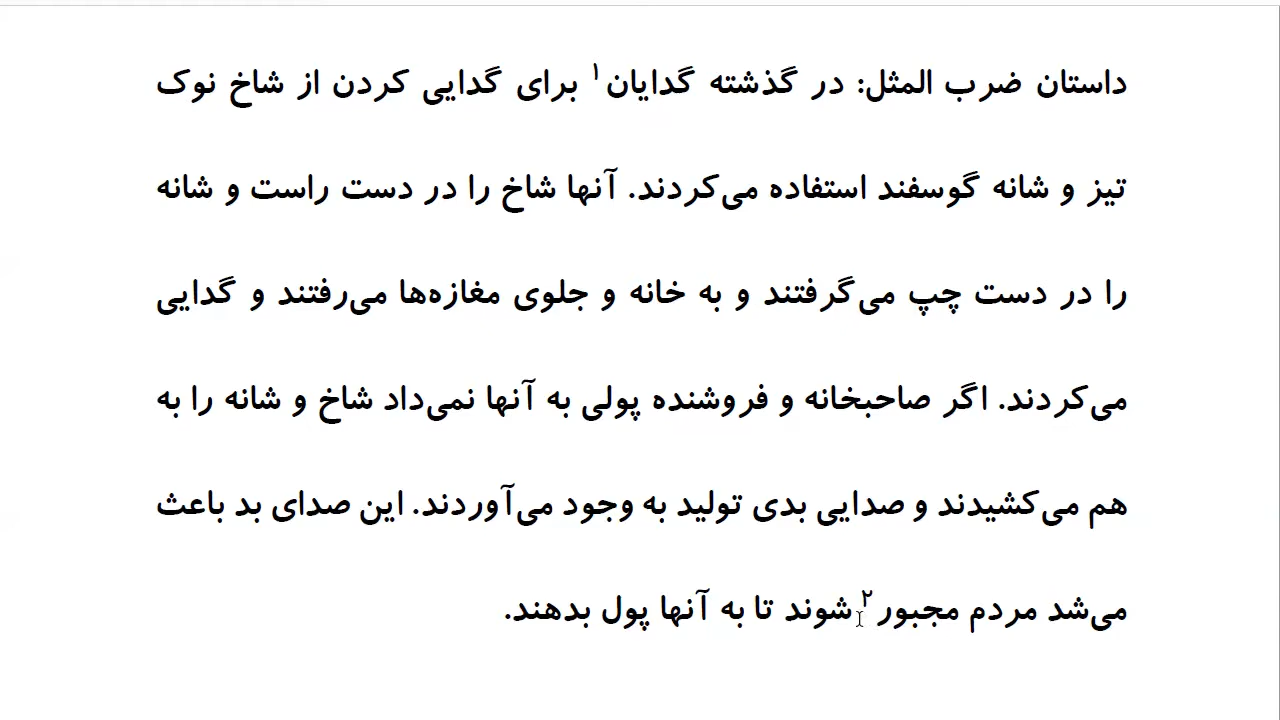 داستان ضرب المثل: در گذشته گدایان۱ برای گدایی کردن از شاخ نوک
تیز و شانه گوسفند استفاده می‌کردند. آنها شاخ را در دست راست و شانه
را در دست چپ می‌گرفتند و به خانه و جلوی مغازه‌ها می‌رفتند و گدایی
می‌کردند. اگر صاحبخانه و فروشنده پولی به آنها نمی‌داد شاخ و شانه را به
هم می‌کشیدند و صدایی بدی تولید به وجود می‌آوردند. این صدای بد باعث
می‌شد مردم مجبور۲ شوند تا به آنها پول بدهند.